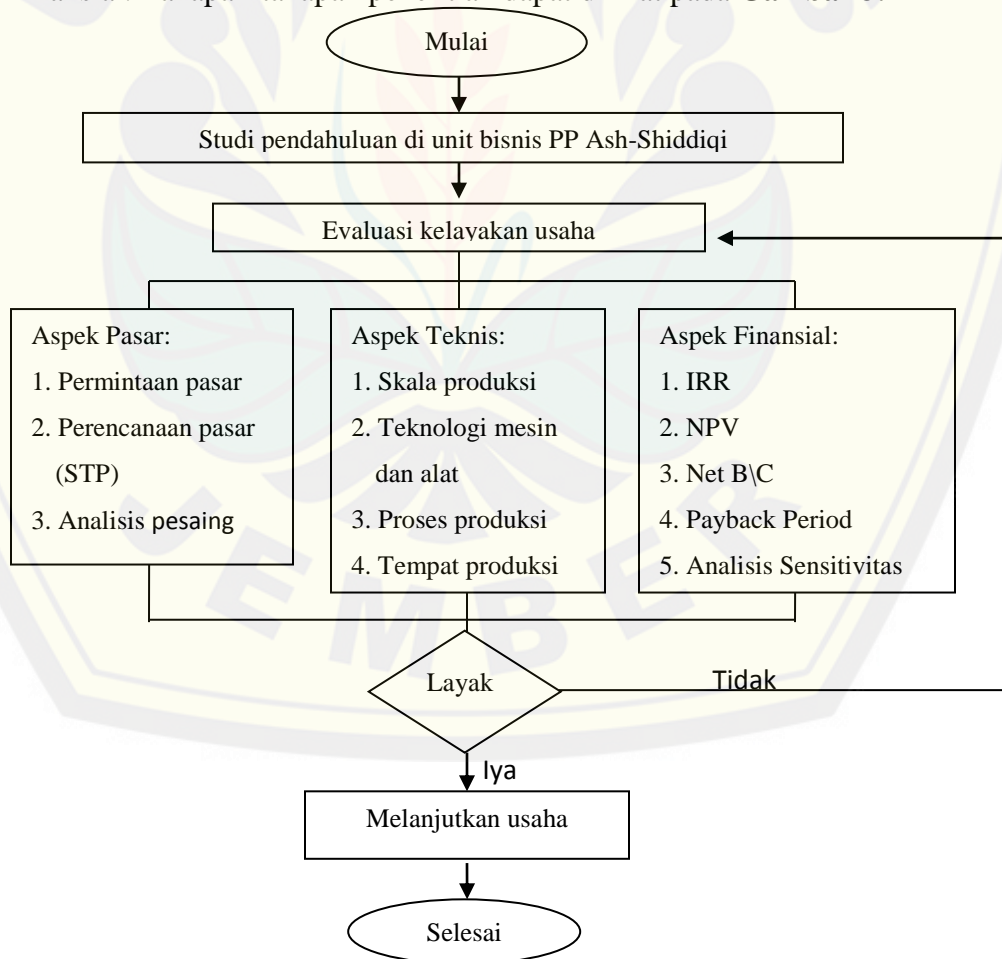 Mulai
Studi pendahuluan di unit bisnis PP Ash-Shiddiqi
Evaluasi kelayakan usaha
Aspek Pasar:
1. Permintaan pasar
2. Perencanaan pasar
(STP)
3. Analisis pesaing
Aspek Teknis:
1. Skala produksi
2. Teknologi mesin
dan alat
3. Proses produksi
4. Tempat produksi
Aspek Finansial:
1. IRR
2. NPV
3. Net B\C
4. Payback Period
5. Analisis Sensitivitas
Layak
Tidak
Iya
Melanjutkan usaha
Selesai
JEMBER